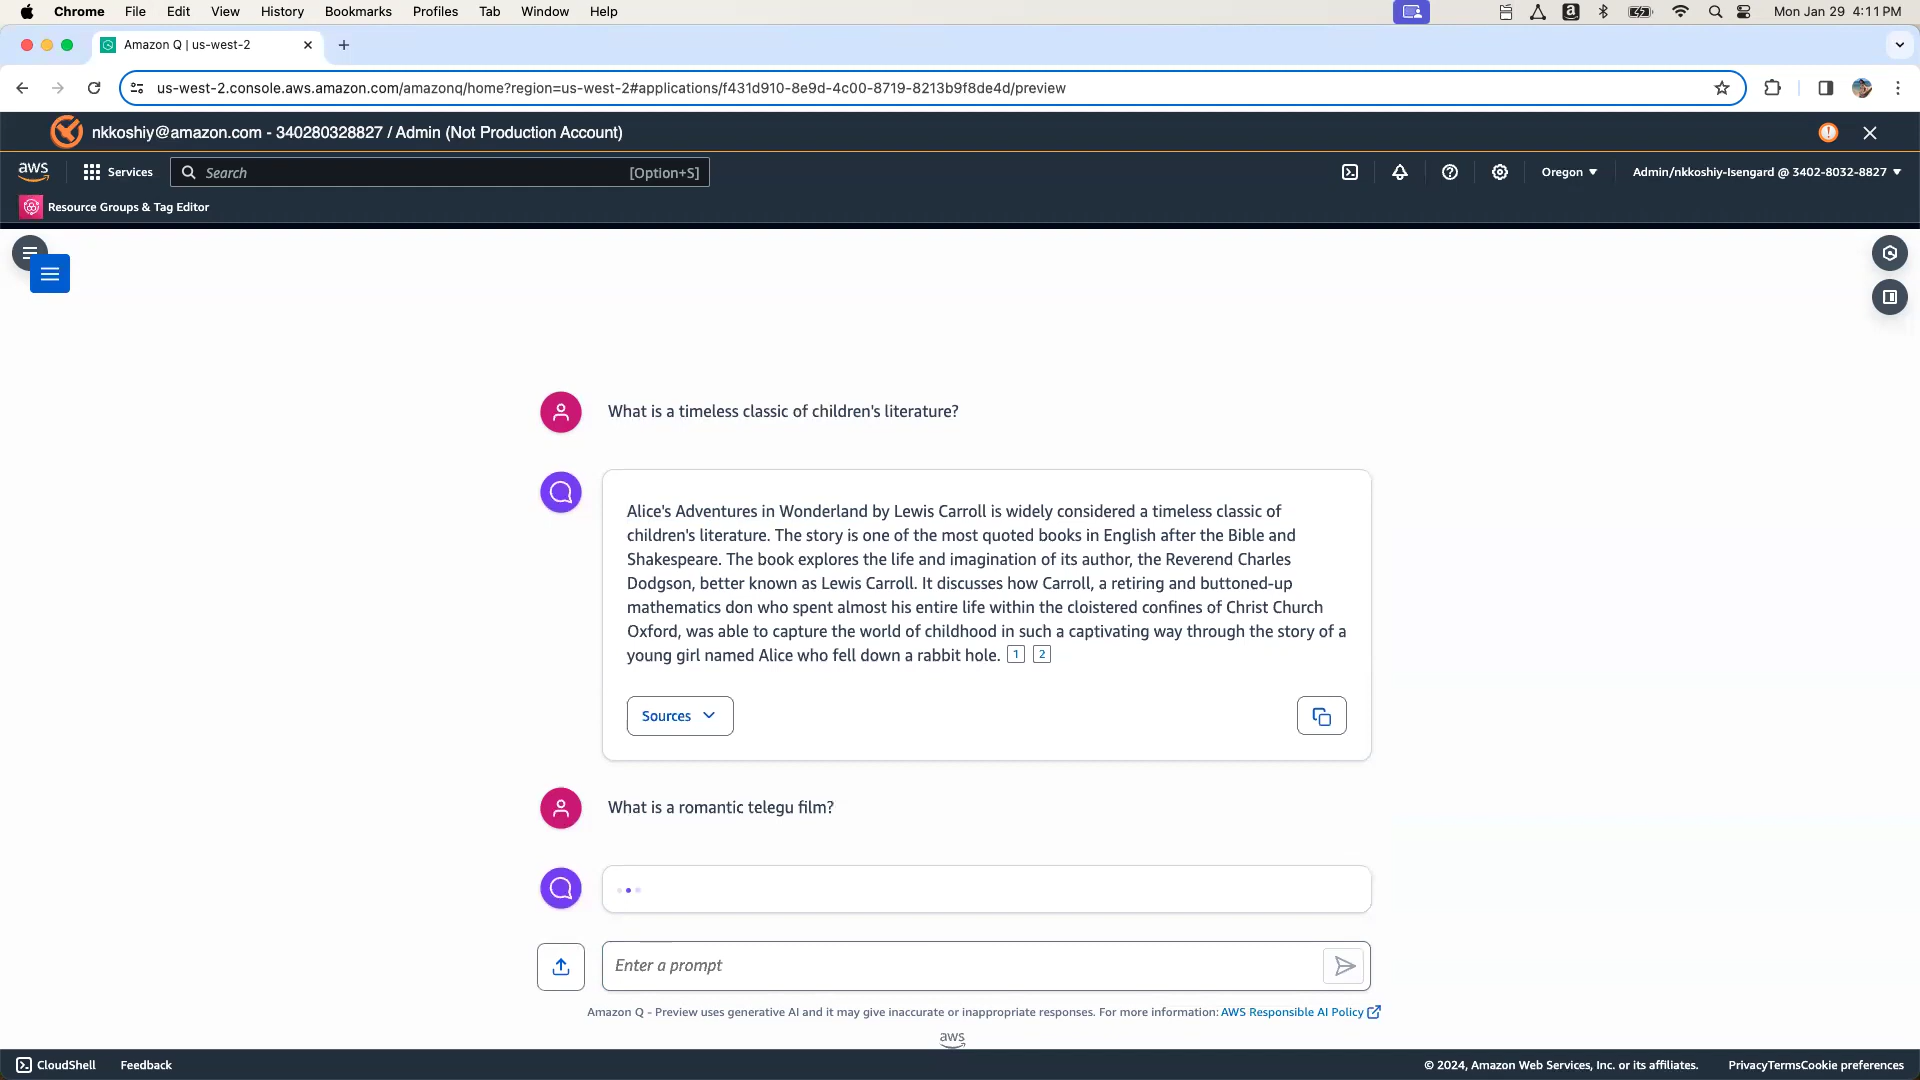 Chrome File Edit View History Bookmarks Profiles Tab Window Help Mon Jan 29 4:11 PM
Amazon Q | us-west-2
us-west-2.console.aws.amazon.com/amazonq/home?region=us-west-2#applications/f431d910-8e9d-4c00-8719-8213b9f8de4d/preview
nkkoshiy@amazon.com - 340280328827 / Admin (Not Production Account)
aws Services Search [Option+S] Oregon Admin/nkkoshiy-Isengard @ 3402-8032-8827
Resource Groups & Tag Editor
What is a timeless classic of children's literature?
Alice's Adventures in Wonderland by Lewis Carroll is widely considered a timeless classic of
children's literature. The story is one of the most quoted books in English after the Bible and
Shakespeare. The book explores the life and imagination of its author, the Reverend Charles
Dodgson, better known as Lewis Carroll. It discusses how Carroll, a retiring and buttoned-up
mathematics don who spent almost his entire life within the cloistered confines of Christ Church
Oxford, was able to capture the world of childhood in such a captivating way through the story of a
young girl named Alice who fell down a rabbit hole. 1 2
Sources
What is a romantic telegu film?
Enter a prompt
Amazon Q - Preview uses generative AI and it may give inaccurate or inappropriate responses. For more information: AWS Responsible AI Policy
aws
CloudShell Feedback © 2024, Amazon Web Services, Inc. or its affiliates. PrivacyTermsCookie preferences